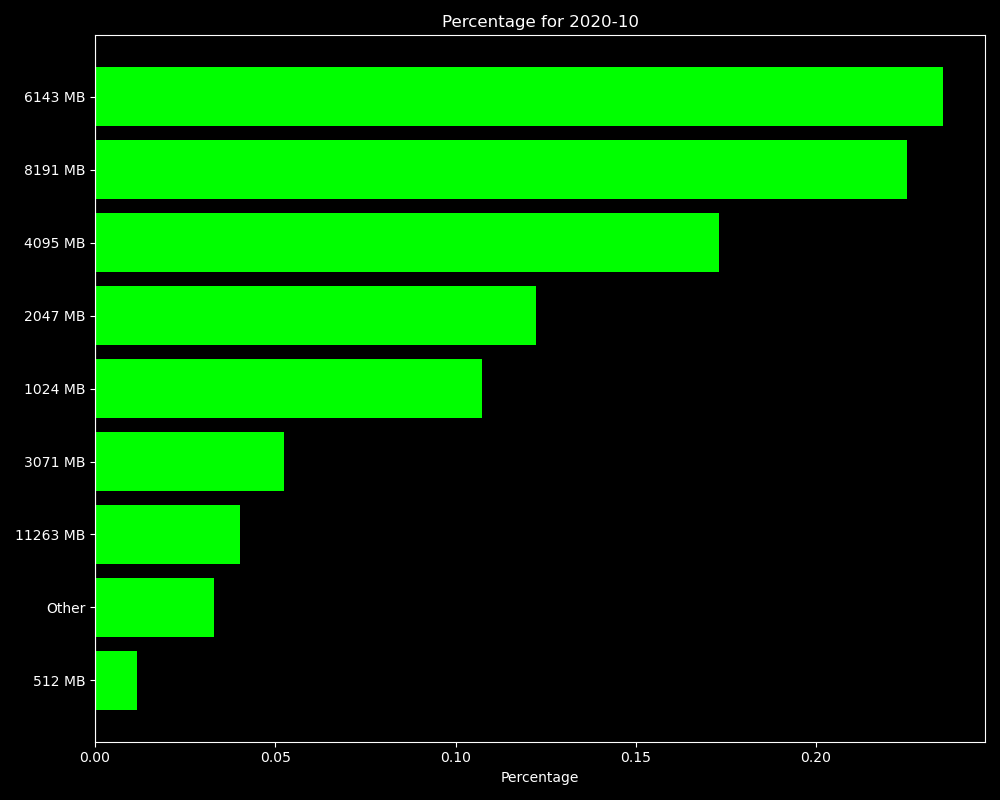 Percentage for 2020-10
6143 MB
8191 MB
4095 MB
2047 MB
1024 MB
3071 MB
11263 MB
Other
512 MB
0.00 0.05 0.10 0.15 0.20
Percentage